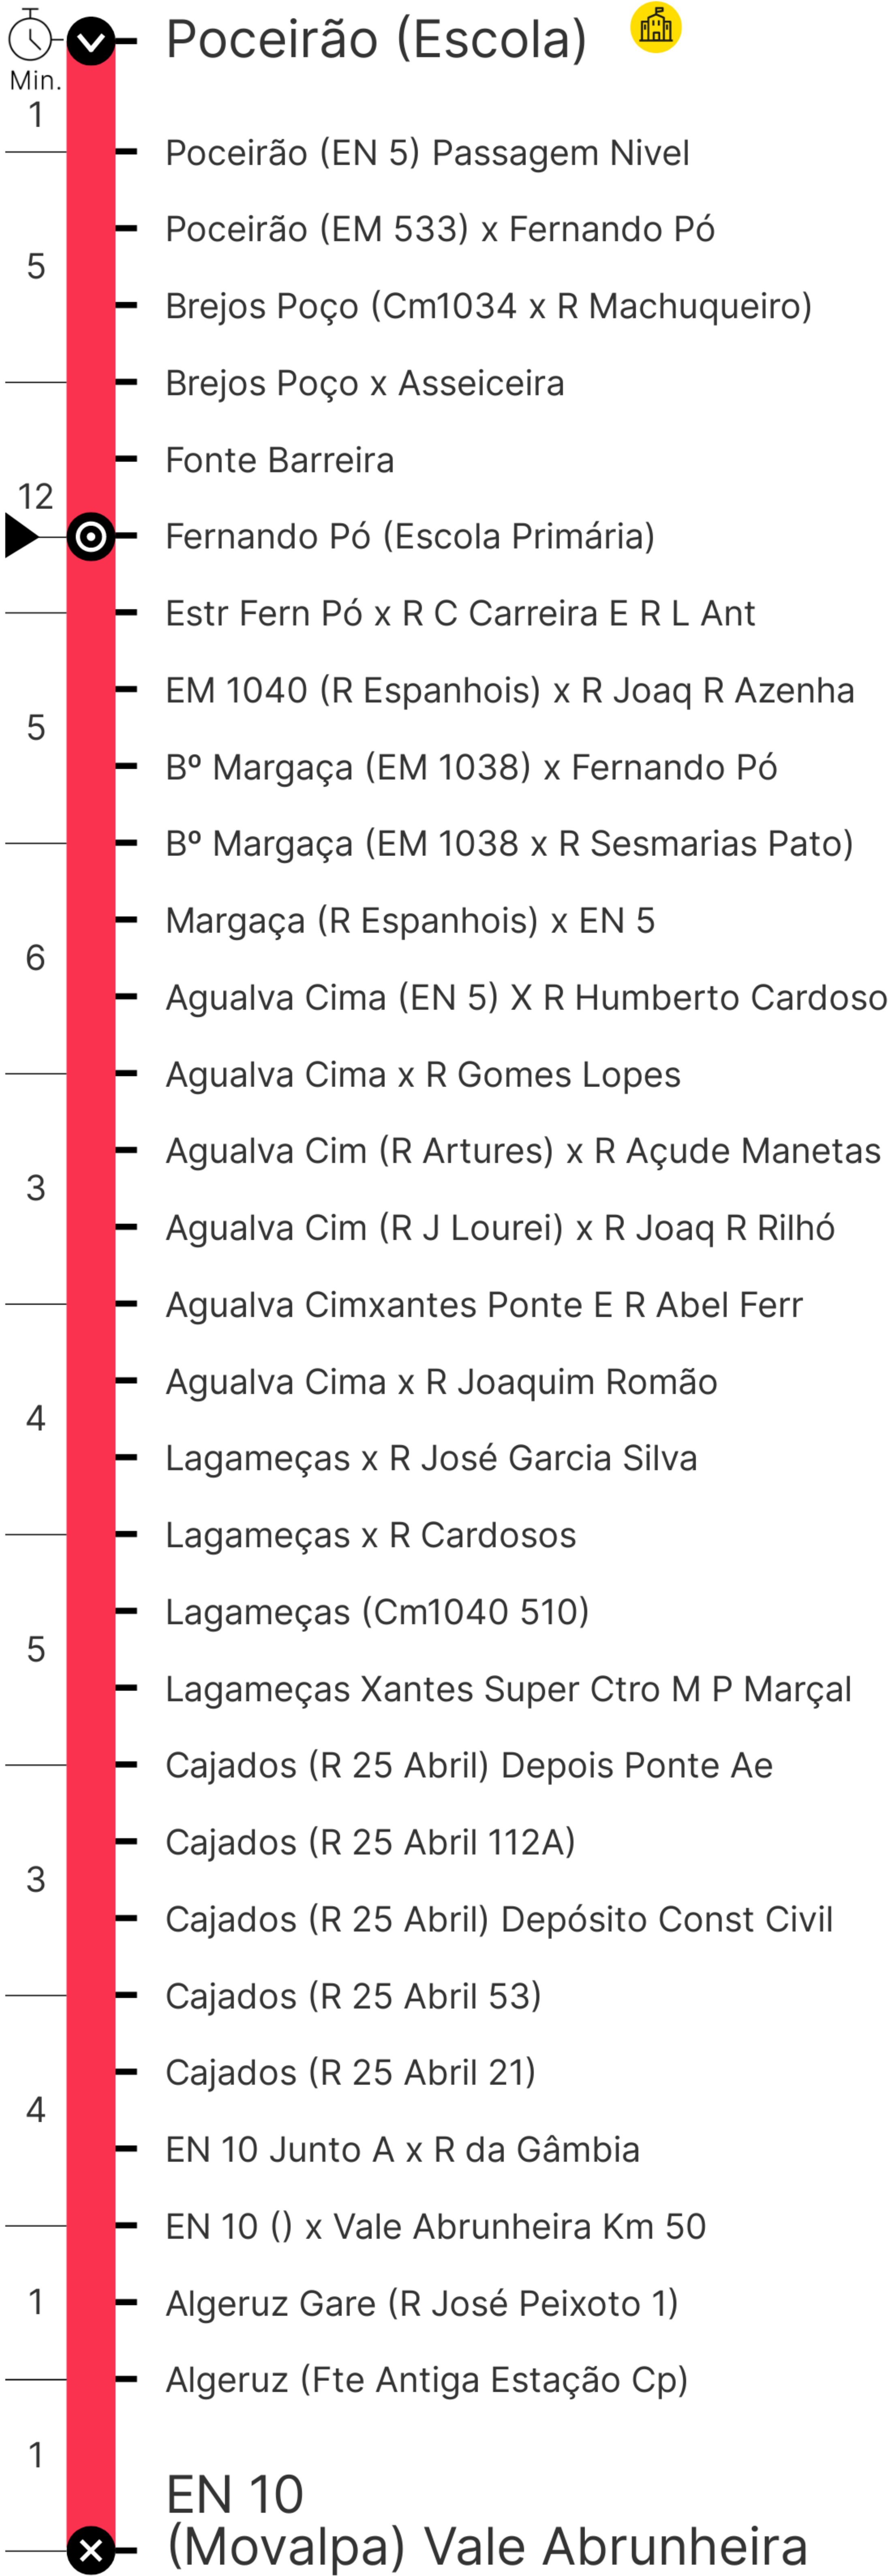 Poceirão (Escola)
Min.
1
Poceirão (EN 5) Passagem Nivel
Poceirão (EM 533) x Fernando Pó
5
Brejos Poço (Cm1034 x R Machuqueiro)
Brejos Poço x Asseiceira
Fonte Barreira
12
Fernando Pó (Escola Primária)
Estr Fern Pó x R C Carreira E R L Ant
EM 1040 (R Espanhois) x R Joaq R Azenha
5
Bº Margaça (EM 1038) x Fernando Pó
Bº Margaça (EM 1038 x R Sesmarias Pato)
Margaça (R Espanhois) x EN 5
6
Agualva Cima (EN 5) X R Humberto Cardoso
Agualva Cima x R Gomes Lopes
Agualva Cim (R Artures) x R Açude Manetas
3
Agualva Cim (R J Lourei) x R Joaq R Rilhó
Agualva Cimxantes Ponte E R Abel Ferr
Agualva Cima x R Joaquim Romão
4
Lagameças x R José Garcia Silva
Lagameças x R Cardosos
Lagameças (Cm1040 510)
5
Lagameças Xantes Super Ctro M P Marçal
Cajados (R 25 Abril) Depois Ponte Ae
Cajados (R 25 Abril 112A)
3
Cajados (R 25 Abril) Depósito Const Civil
Cajados (R 25 Abril 53)
Cajados (R 25 Abril 21)
4
EN 10 Junto A x R da Gâmbia
EN 10 () x Vale Abrunheira Km 50
1
Algeruz Gare (R José Peixoto 1)
Algeruz (Fte Antiga Estação Cp)
1
EN 10
(Movalpa) Vale Abrunheira